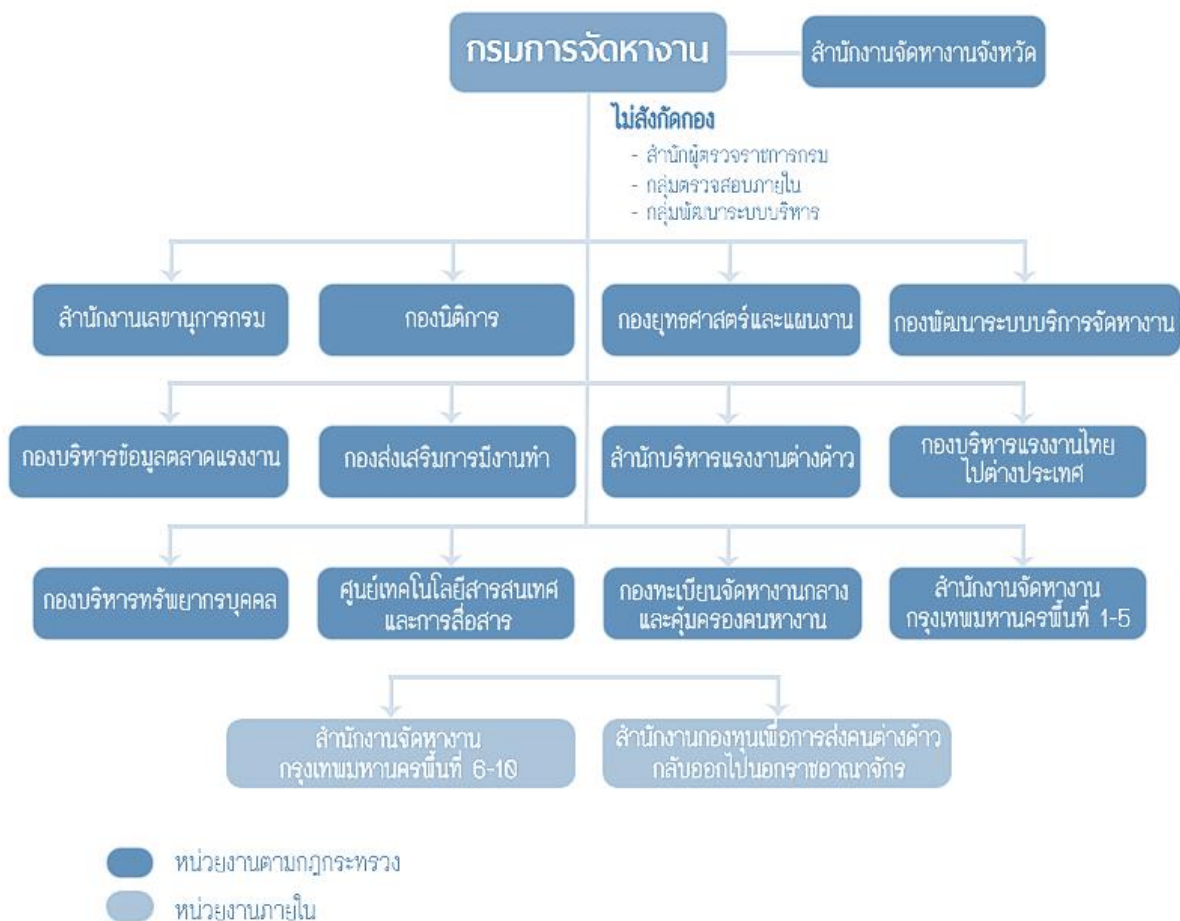 กรมการจัดหางาน
สำนักงานจัดหางานจังหวัด
ไม่สังกัดกอง
- สำนักผู้ตรวจราชการกรม
- กลุ่มตรวจสอบภายใน
- กลุ่มพัฒนาระบบบริหาร
สำนักงานเลขานุการกรม
กองนิติการ
กองยุทธศาสตร์และแผนงาน
กองพัฒนาระบบบริการจัดหางาน
กองบริหารข้อมูลตลาดแรงงาน
กองส่งเสริมการมีงานทำ
สำนักบริหารแรงงานต่างด้าว
กองบริหารแรงงานไทย
ไปต่างประเทศ
กองบริหารทรัพยากรบุคคล
ศูนย์เทคโนโลยีสารสนเทศ
และการสื่อสาร
กองทะเบียนจัดหางานกลาง
และคุ้มครองคนหางาน
สำนักงานจัดหางาน
กรุงเทพมหานครพื้นที่ 1-5
สำนักงานจัดหางาน
กรุงเทพมหานครพื้นที่ 6-10
สำนักงานกองทุนเพื่อการส่งคนต่างด้าว
กลับออกไปนอกราชอาณาจักร
หน่วยงานตามกฎกระทรวง
หน่วยงานภายใน